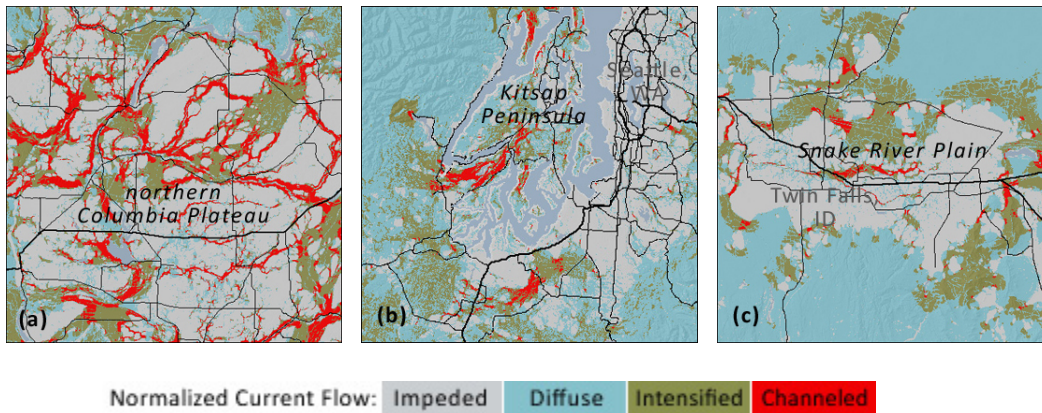 northern
Columbia Plateau
(a)
Seattle,
WA
Kitsap
Peninsula
(b)
Snake River Plain
Twin Falls,
ID
(c)
Normalized Current Flow: Impeded Diffuse Intensified Channeled